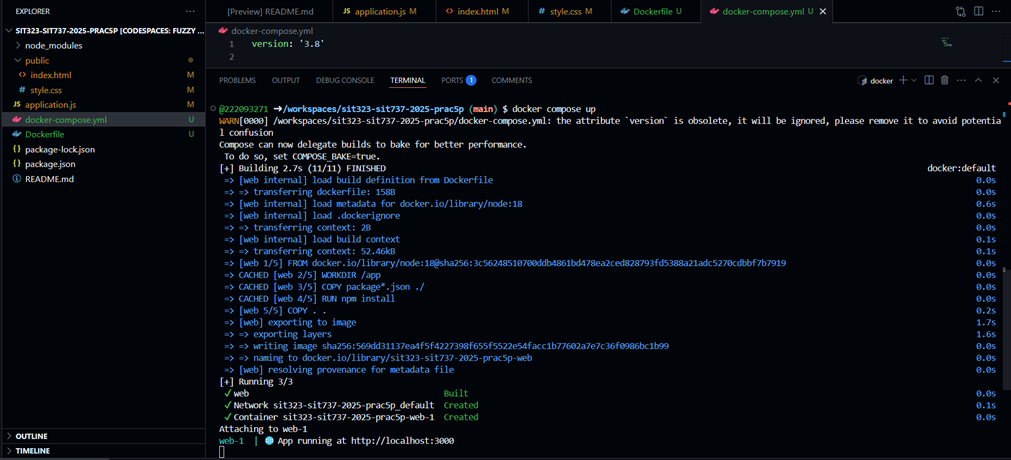 EXPLORER
[Preview] README.md
JS application.js M
<> index.html M
# style.css M
Dockerfile U
docker-compose.yml U
SIT323-SIT737-2025-PRAC5P [CODESPACES: FUZZY ...
docker-compose.yml
node_modules
1 version: '3.8'
public
2
<> index.html M
# style.css M
PROBLEMS OUTPUT DEBUG CONSOLE TERMINAL PORTS 1 COMMENTS
docker
JS application.js M
docker-compose.yml U
Dockerfile U
{} package-lock.json
{} package.json
README.md
@222093271 ➜ /workspaces/sit323-sit737-2025-prac5p (main) $ docker compose up
WARN[0000] /workspaces/sit323-sit737-2025-prac5p/docker-compose.yml: the attribute `version` is obsolete, it will be ignored, please remove it to avoid potenti
al confusion
Compose can now delegate builds to bake for better performance.
To do so, set COMPOSE_BAKE=true.
[+] Building 2.7s (11/11) FINISHED docker:default
=> [web internal] load build definition from Dockerfile 0.0s
=> => transferring dockerfile: 158B 0.0s
=> [web internal] load metadata for docker.io/library/node:18 0.6s
=> [web internal] load .dockerignore 0.0s
=> => transferring context: 2B 0.0s
=> [web internal] load build context 0.1s
=> => transferring context: 52.46kB 0.1s
=> [web 1/5] FROM docker.io/library/node:18@sha256:3c56248510700ddb4861bd478ea2ced828793fd5388a21adc5270cdbbf7b7919 0.0s
=> CACHED [web 2/5] WORKDIR /app 0.0s
=> CACHED [web 3/5] COPY package*.json ./ 0.0s
=> CACHED [web 4/5] RUN npm install 0.0s
=> [web 5/5] COPY . . 0.2s
=> [web] exporting to image 1.7s
=> => exporting layers 1.6s
=> => writing image sha256:569dd31137ea4f5f4227398f655f5522e54facc1b77602a7e7c36f0986bc1b99 0.0s
=> => naming to docker.io/library/sit323-sit737-2025-prac5p-web 0.0s
=> [web] resolving provenance for metadata file 0.0s
[+] Running 3/3
✔ web Built 0.0s
✔ Network sit323-sit737-2025-prac5p_default Created 0.1s
✔ Container sit323-sit737-2025-prac5p-web-1 Created 0.0s
Attaching to web-1
web-1 | App running at http://localhost:3000
OUTLINE
TIMELINE